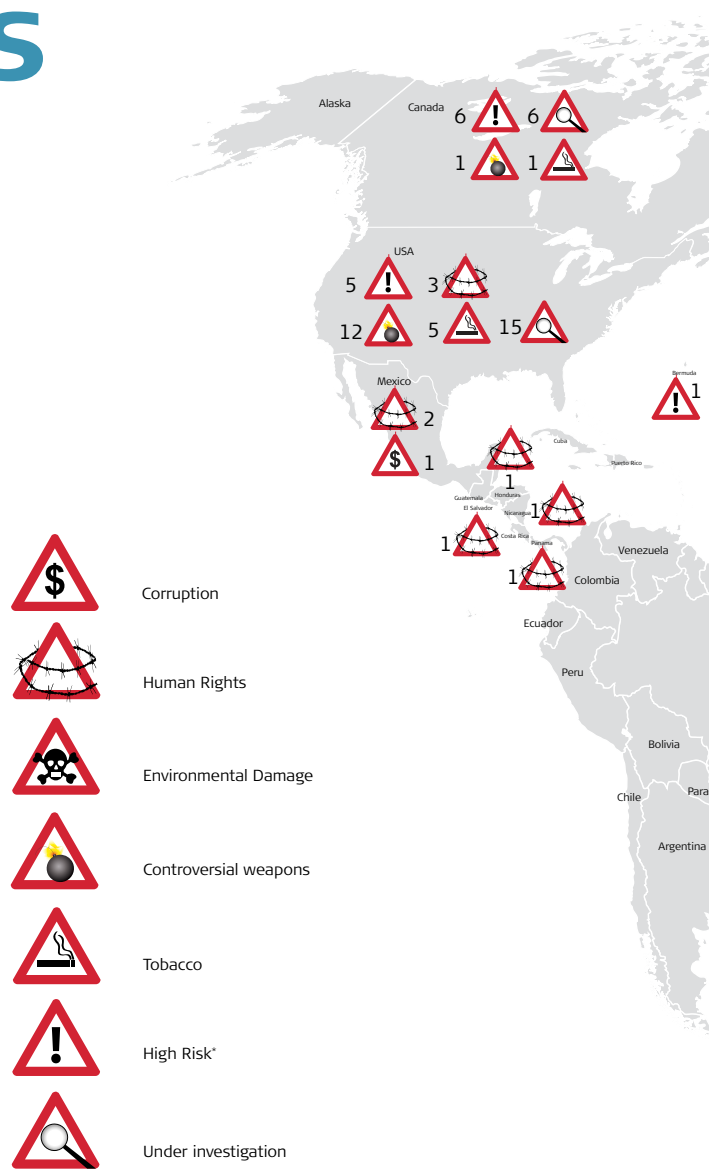 s
Alaska
Canada
6 ! 6
1 1
USA
5 ! 3
12 5 15
Bermuda
! 1
Mexico
2
$ 1
Cuba
Puerto Rico
1
Guatemala
Honduras
El Salvador
Nicaragua
1
Costa Rica
Panama
1
1
Venezuela
Colombia
Ecuador
Peru
Bolivia
Chile
Para
Argentina
$ Corruption
Human Rights
Environmental Damage
Controversial weapons
Tobacco
! High Risk*
Under investigation